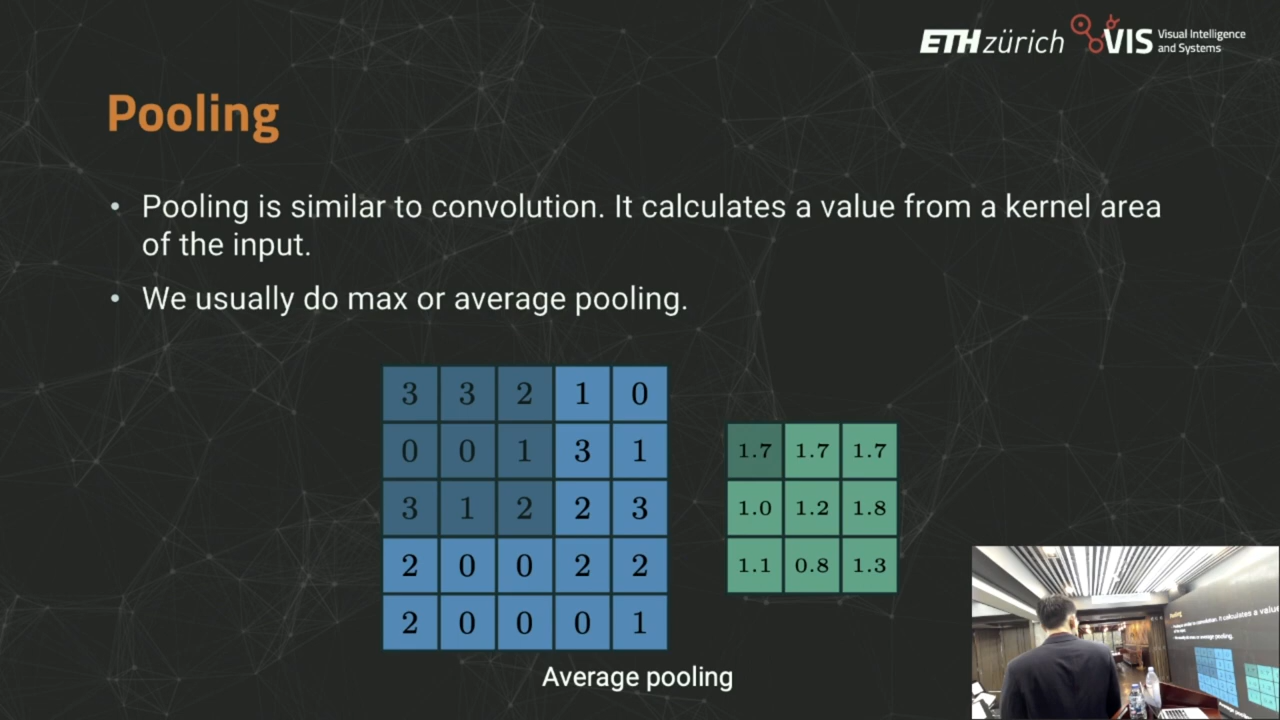 ETH zürich VIS Visual Intelligence
and Systems
Pooling
• Pooling is similar to convolution. It calculates a value from a kernel area
of the input.
• We usually do max or average pooling.
3 3 2 1 0
0 0 1 3 1
3 1 2 2 3
2 0 0 2 2
2 0 0 0 1
1.7 1.7 1.7
1.0 1.2 1.8
1.1 0.8 1.3
Average pooling